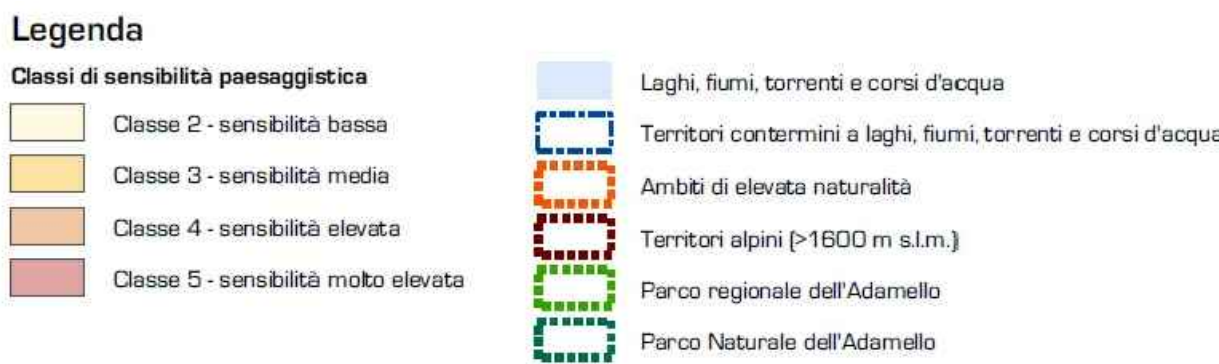 Legenda
Classi di sensibilità paesaggistica
Classe 2 - sensibilità bassa
Classe 3 - sensibilità media
Classe 4 - sensibilità elevata
Classe 5 - sensibilità molto elevata
Laghi, fiumi, torrenti e corsi d'acqua
Territori contermini a laghi, fiumi, torrenti e corsi d'acqua
Ambiti di elevata naturalità
Territori alpini (>1600 m s.l.m.)
Parco regionale dell'Adamello
Parco Naturale dell'Adamello